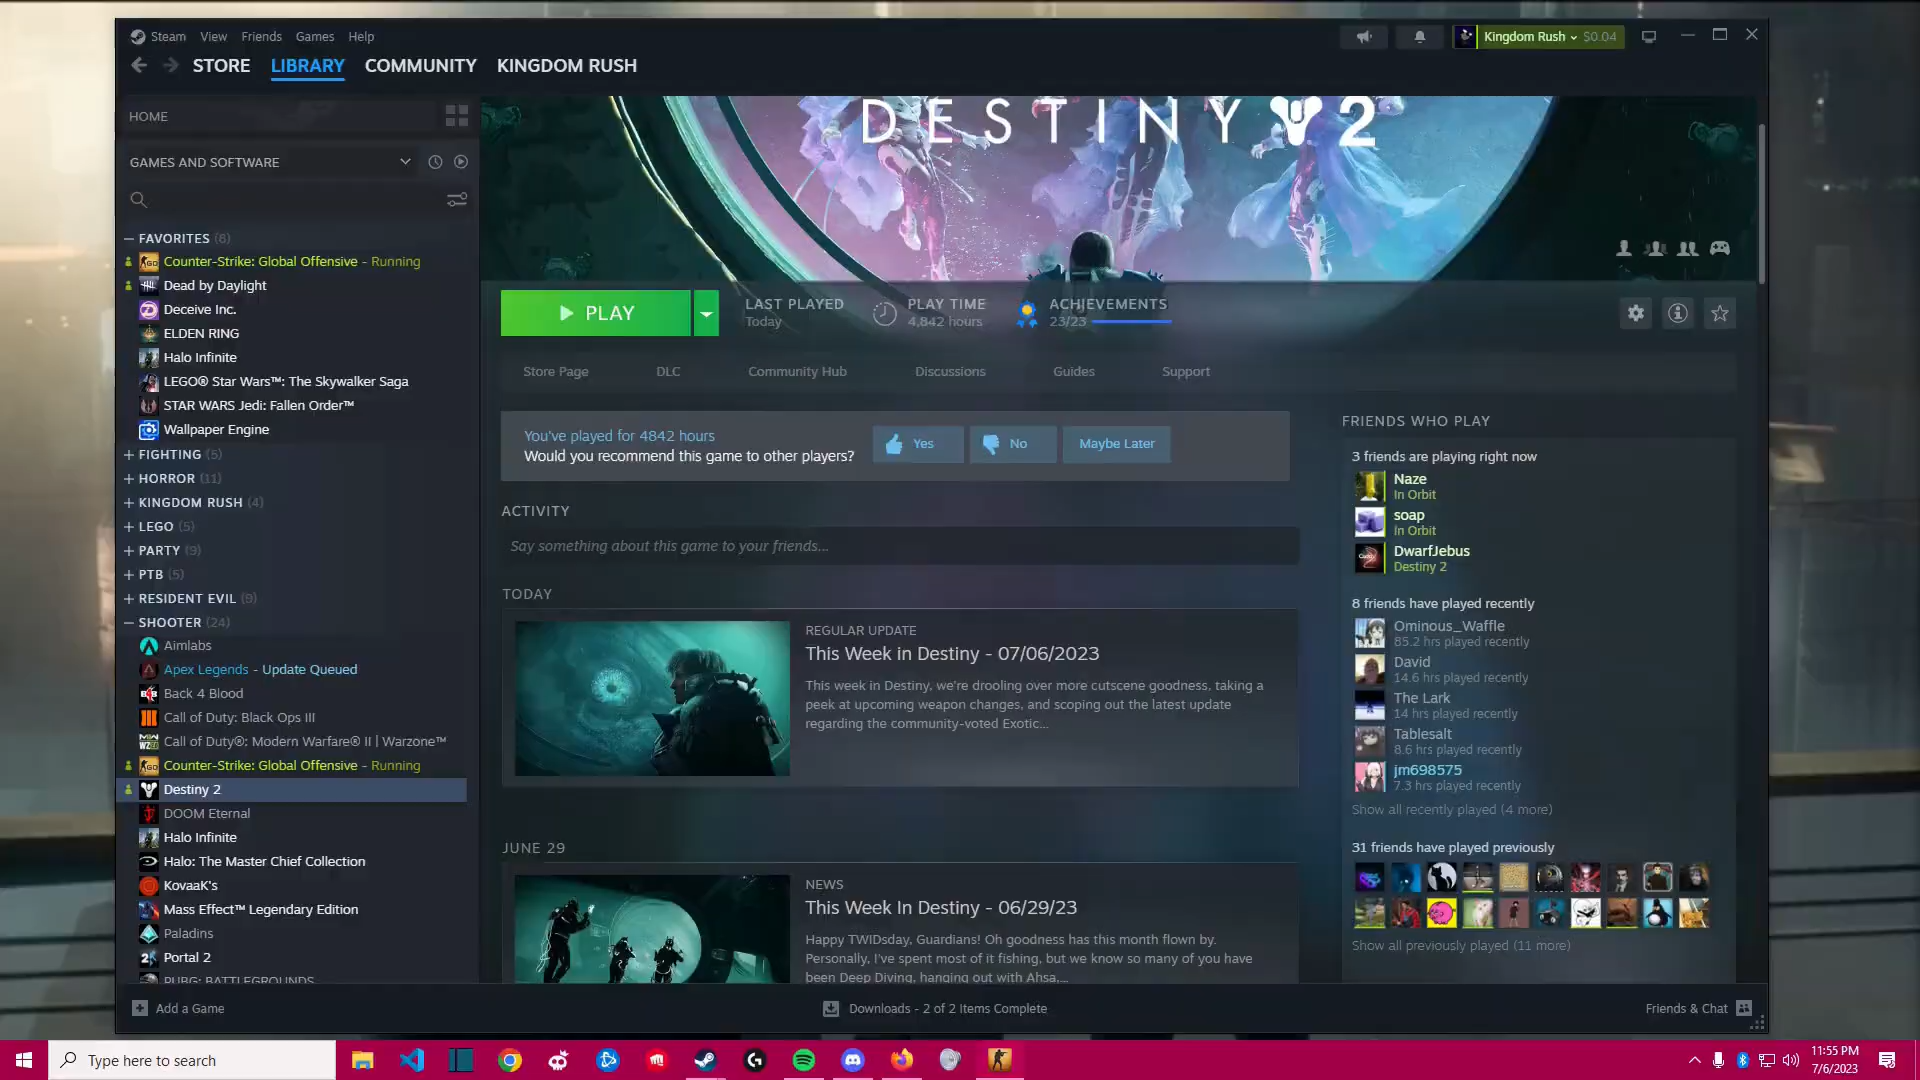 Steam View Friends Games Help
Kingdom Rush $0.04
STORE LIBRARY COMMUNITY KINGDOM RUSH
HOME
GAMES AND SOFTWARE
FAVORITES (8)
Counter-Strike: Global Offensive - Running
Dead by Daylight
Deceive Inc.
ELDEN RING
Halo Infinite
LEGO® Star Wars™: The Skywalker Saga
STAR WARS Jedi: Fallen Order™
Wallpaper Engine
FIGHTING (5)
HORROR (11)
KINGDOM RUSH (4)
LEGO (5)
PARTY (9)
PTB (5)
RESIDENT EVIL (9)
SHOOTER (24)
Aimlabs
Apex Legends - Update Queued
Back 4 Blood
Call of Duty: Black Ops III
Call of Duty®: Modern Warfare® II | Warzone™
Counter-Strike: Global Offensive - Running
Destiny 2
DOOM Eternal
Halo Infinite
Halo: The Master Chief Collection
KovaaK's
Mass Effect™ Legendary Edition
Paladins
Portal 2
PUBG: BATTLEGROUNDS
DESTINY 2
PLAY
LAST PLAYED
Today
PLAY TIME
4,842 hours
ACHIEVEMENTS
23/23
Store Page DLC Community Hub Discussions Guides Support
You've played for 4842 hours
Would you recommend this game to other players?
Yes No Maybe Later
ACTIVITY
Say something about this game to your friends...
TODAY
REGULAR UPDATE
This Week in Destiny - 07/06/2023
This week in Destiny, we're drooling over more cutscene goodness, taking a
peek at upcoming weapon changes, and scoping out the latest update
regarding the community-voted Exotic...
JUNE 29
NEWS
This Week In Destiny - 06/29/23
Happy TWIDsday, Guardians! Oh goodness has this month flown by.
Personally, I've spent most of it fishing, but we know so many of you have
been Deep Diving, hanging out with Ahsa,...
FRIENDS WHO PLAY
3 friends are playing right now
Naze
In Orbit
soap
In Orbit
DwarfJebus
Destiny 2
8 friends have played recently
Ominous_Waffle
85.2 hrs played recently
David
14.6 hrs played recently
The Lark
14 hrs played recently
Tablesalt
8.6 hrs played recently
jm698575
7.3 hrs played recently
Show all recently played (4 more)
31 friends have played previously
Show all previously played (11 more)
Add a Game
Downloads - 2 of 2 Items Complete
Friends & Chat
Type here to search
11:55 PM
7/6/2023